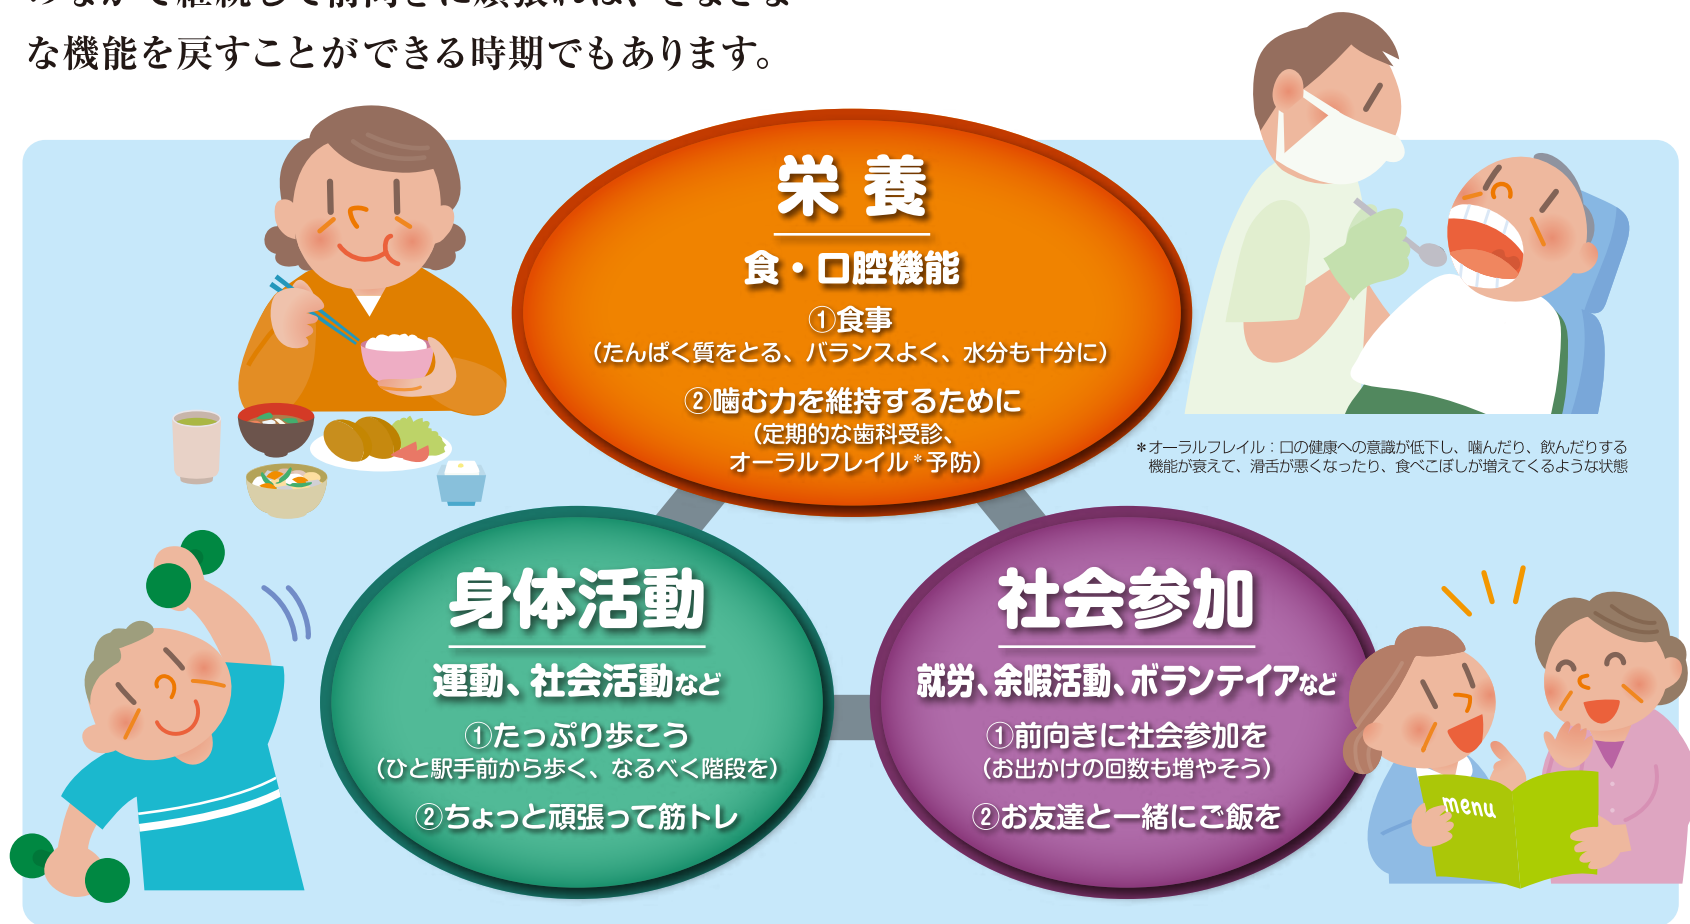 な機能を戻すことができる時期でもあります。
栄 養
食・口腔機能
①食事
（たんぱく質をとる、バランスよく、水分も十分に）
②噛む力を維持するために
（定期的な歯科受診、
オーラルフレイル＊予防）
＊オーラルフレイル：口の健康への意識が低下し、噛んだり、飲んだりする
機能が衰えて、滑舌が悪くなったり、食べこぼしが増えてくるような状態
身体活動
運動、社会活動など
①たっぷり歩こう
（ひと駅手前から歩く、なるべく階段を）
②ちょっと頑張って筋トレ
社会参加
就労、余暇活動、ボランテイアなど
①前向きに社会参加を
（お出かけの回数も増やそう）
②お友達と一緒にご飯を
menu